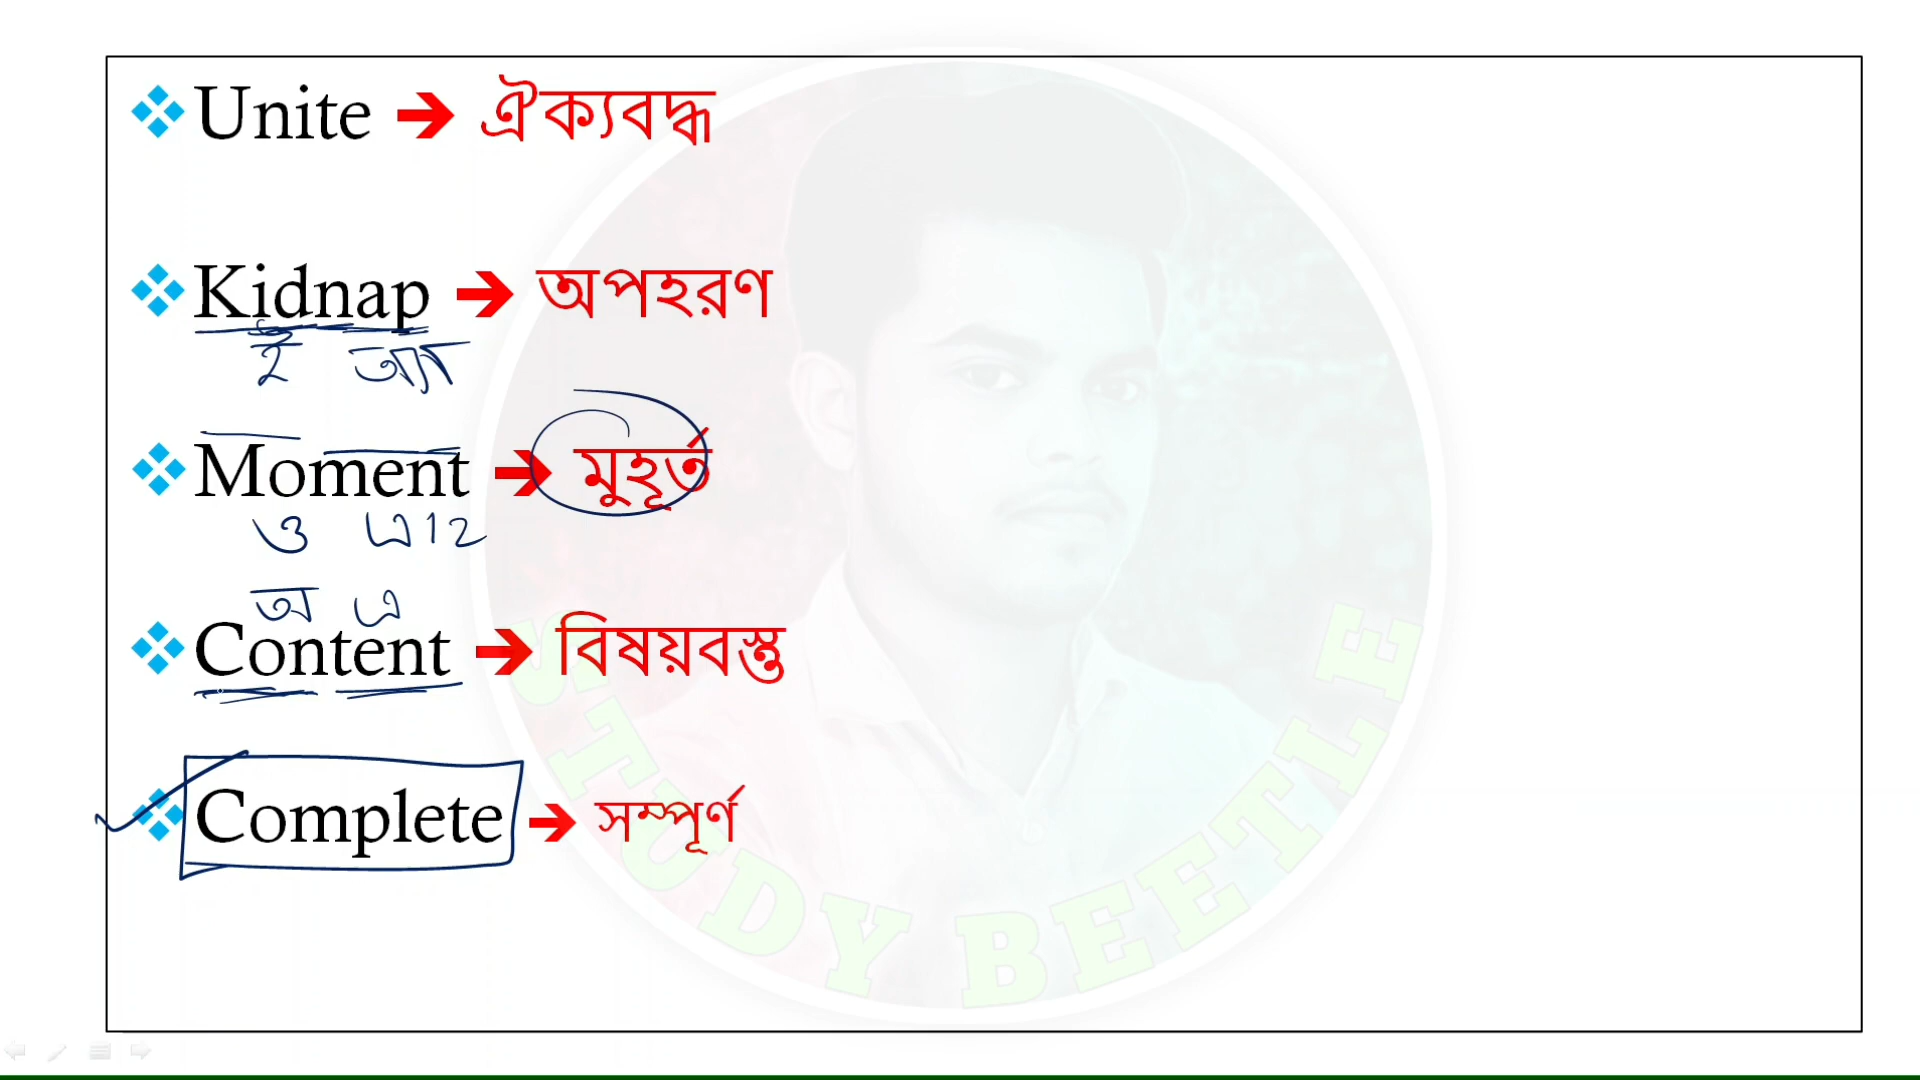 Unite ➔ ঐক্যবদ্ধ
Kidnap ➔ অপহরণ
ই অ্যা
Moment ➔ মুহূর্ত
ও
অ এ
Content ➔ বিষয়বস্তু
Complete ➔ সম্পূর্ণ
STUDY BEETLE